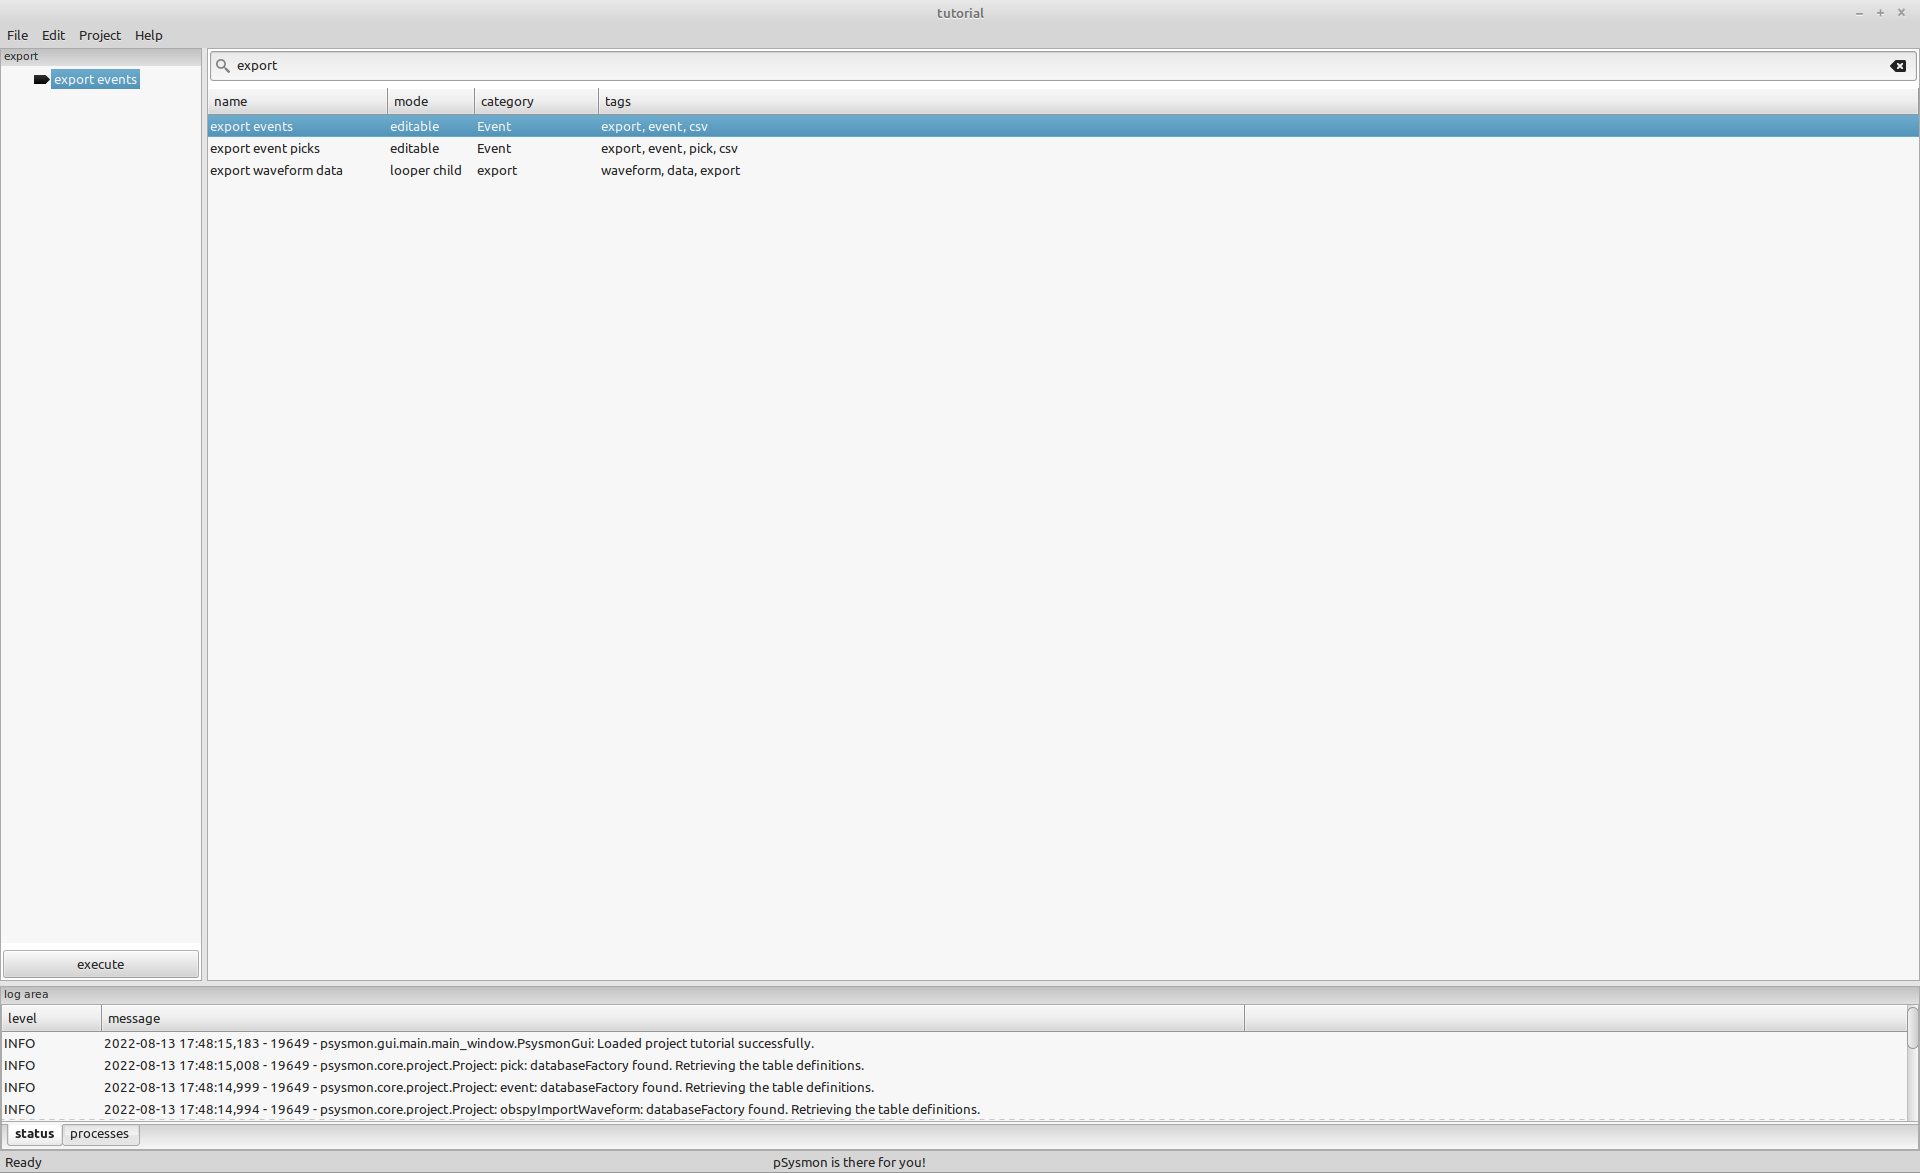 tutorial
File Edit Project Help
export
export events
export
name mode category tags
export events editable Event export, event, csv
export event picks editable Event export, event, pick, csv
export waveform data looper child export waveform, data, export
execute
log area
level message
INFO 2022-08-13 17:48:15,183 - 19649 - psysmon.gui.main.main_window.PsysmonGui: Loaded project tutorial successfully.
INFO 2022-08-13 17:48:15,008 - 19649 - psysmon.core.project.Project: pick: databaseFactory found. Retrieving the table definitions.
INFO 2022-08-13 17:48:14,999 - 19649 - psysmon.core.project.Project: event: databaseFactory found. Retrieving the table definitions.
INFO 2022-08-13 17:48:14,994 - 19649 - psysmon.core.project.Project: obspyImportWaveform: databaseFactory found. Retrieving the table definitions.
status processes
Ready pSysmon is there for you!